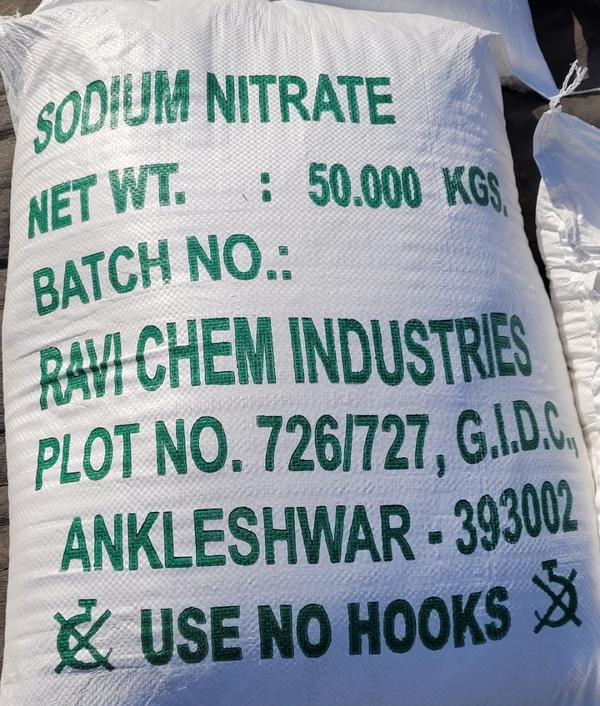 SODIUM NITRATE
NET WT. : 50.000 KGS.
BATCH NO.:
RAVI CHEM INDUSTRIES
PLOT NO. 726/727, G.I.D.C.,
ANKLESHWAR - 393002
USE NO HOOKS